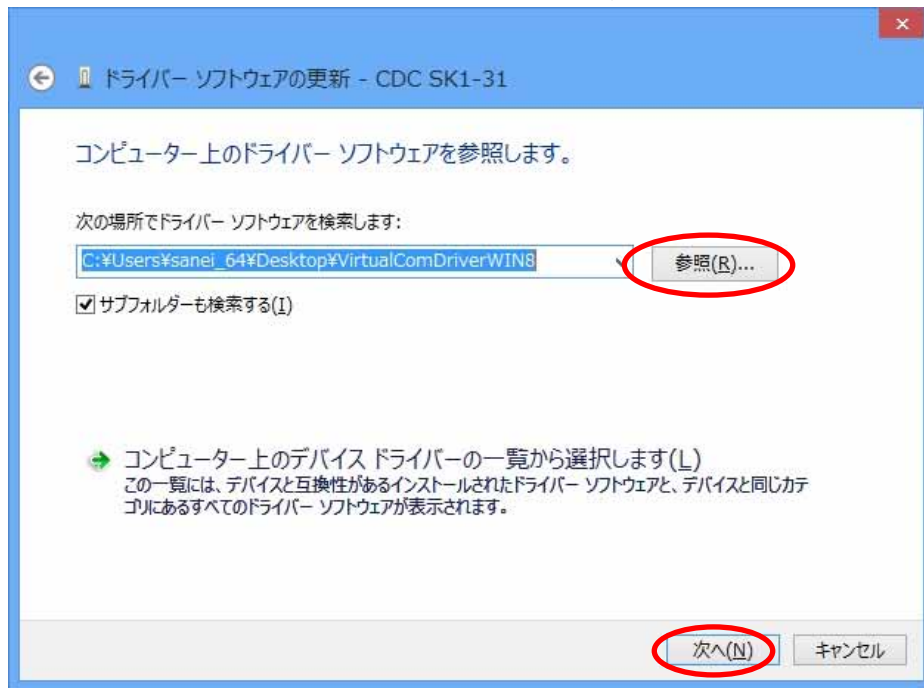 ドライバー ソフトウェアの更新 - CDC SK1-31
コンピューター上のドライバー ソフトウェアを参照します。
次の場所でドライバー ソフトウェアを検索します:
C:¥Users¥sanei_64¥Desktop¥VirtualComDriverWIN8
参照(R)...
サブフォルダーも検索する(I)
コンピューター上のデバイス ドライバーの一覧から選択します(L)
この一覧には、デバイスと互換性があるインストールされたドライバー ソフトウェアと、デバイスと同じカテ
ゴリにあるすべてのドライバー ソフトウェアが表示されます。
次へ(N)
キャンセル